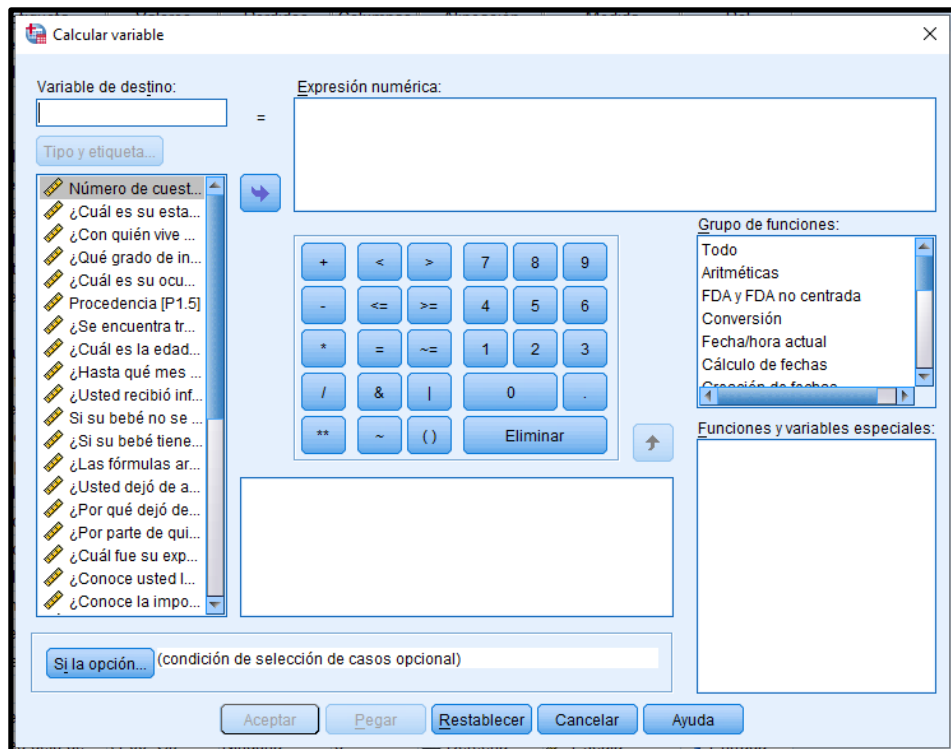 Calcular variable
Variable de destino:
=
Expresión numérica:
Tipo y etiqueta...
Número de cuest...
¿Cuál es su esta...
¿Con quién vive ...
¿Qué grado de in...
¿Cuál es su ocu...
Procedencia [P1.5]
¿Se encuentra tr...
¿Cuál es la edad...
¿Hasta qué mes ...
¿Usted recibió inf...
Si su bebé no se ...
¿Si su bebé tiene...
¿Las fórmulas ar...
¿Usted dejó de a...
¿Por qué dejó de...
¿Por parte de qui...
¿Cuál fue su exp...
¿Conoce usted l...
¿Conoce la impo...
+ < > 7 8 9
- <= >= 4 5 6
* = ~= 1 2 3
/ & | 0 .
** ~ ( ) Eliminar
Grupo de funciones:
Todo
Aritméticas
FDA y FDA no centrada
Conversión
Fecha/hora actual
Cálculo de fechas
Creación de fechas
Funciones y variables especiales:
Si la opción... (condición de selección de casos opcional)
Aceptar Pegar Restablecer Cancelar Ayuda